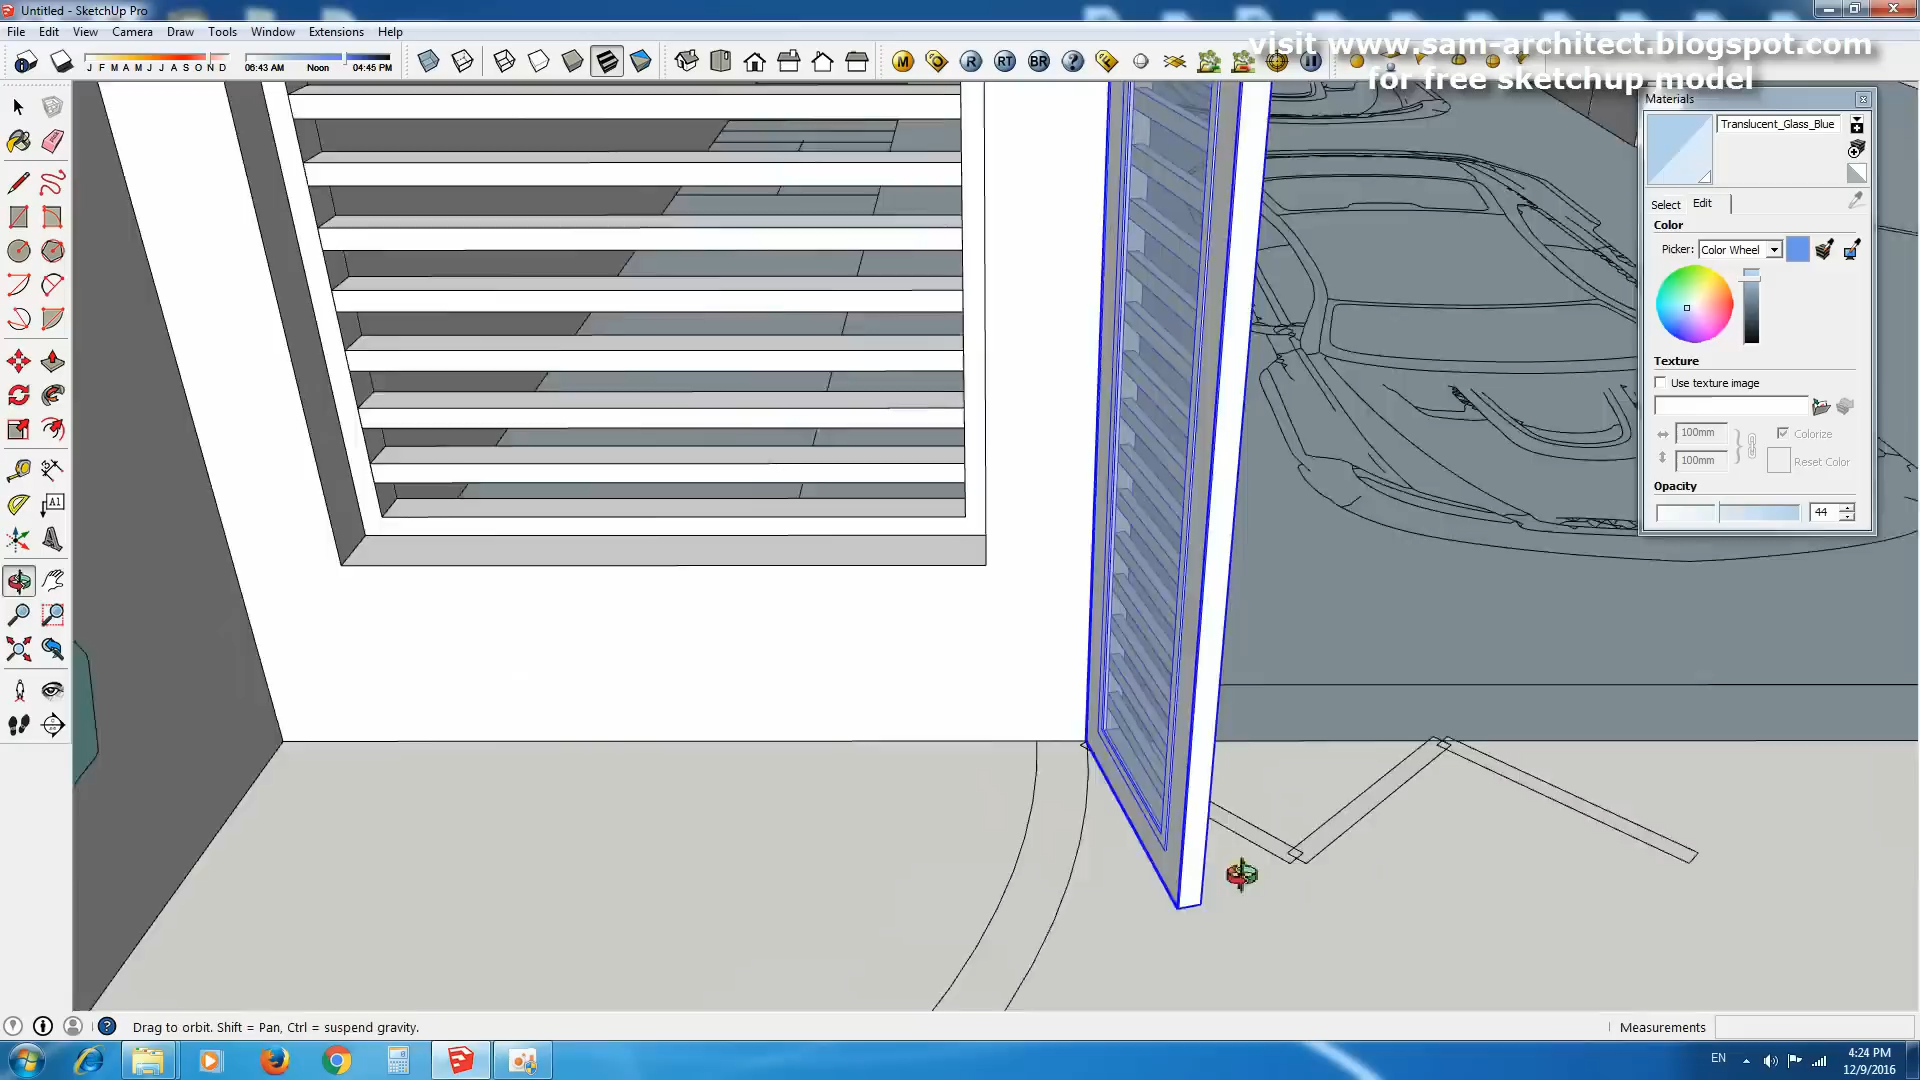 Untitled - SketchUp Pro
File Edit View Camera Draw Tools Window Extensions Help
visit www.sam-architect.blogspot.com
for free sketchup model
J F M A M J J A S O N D
06:43 AM Noon 04:45 PM
M R RT BR ?
Materials
Translucent_Glass_Blue
Select Edit
Color
Picker: Color Wheel
Texture
Use texture image
100mm
Colorize
100mm
Reset Color
Opacity
44
A1
Drag to orbit. Shift = Pan, Ctrl = suspend gravity.
Measurements
EN
4:24 PM
12/9/2016